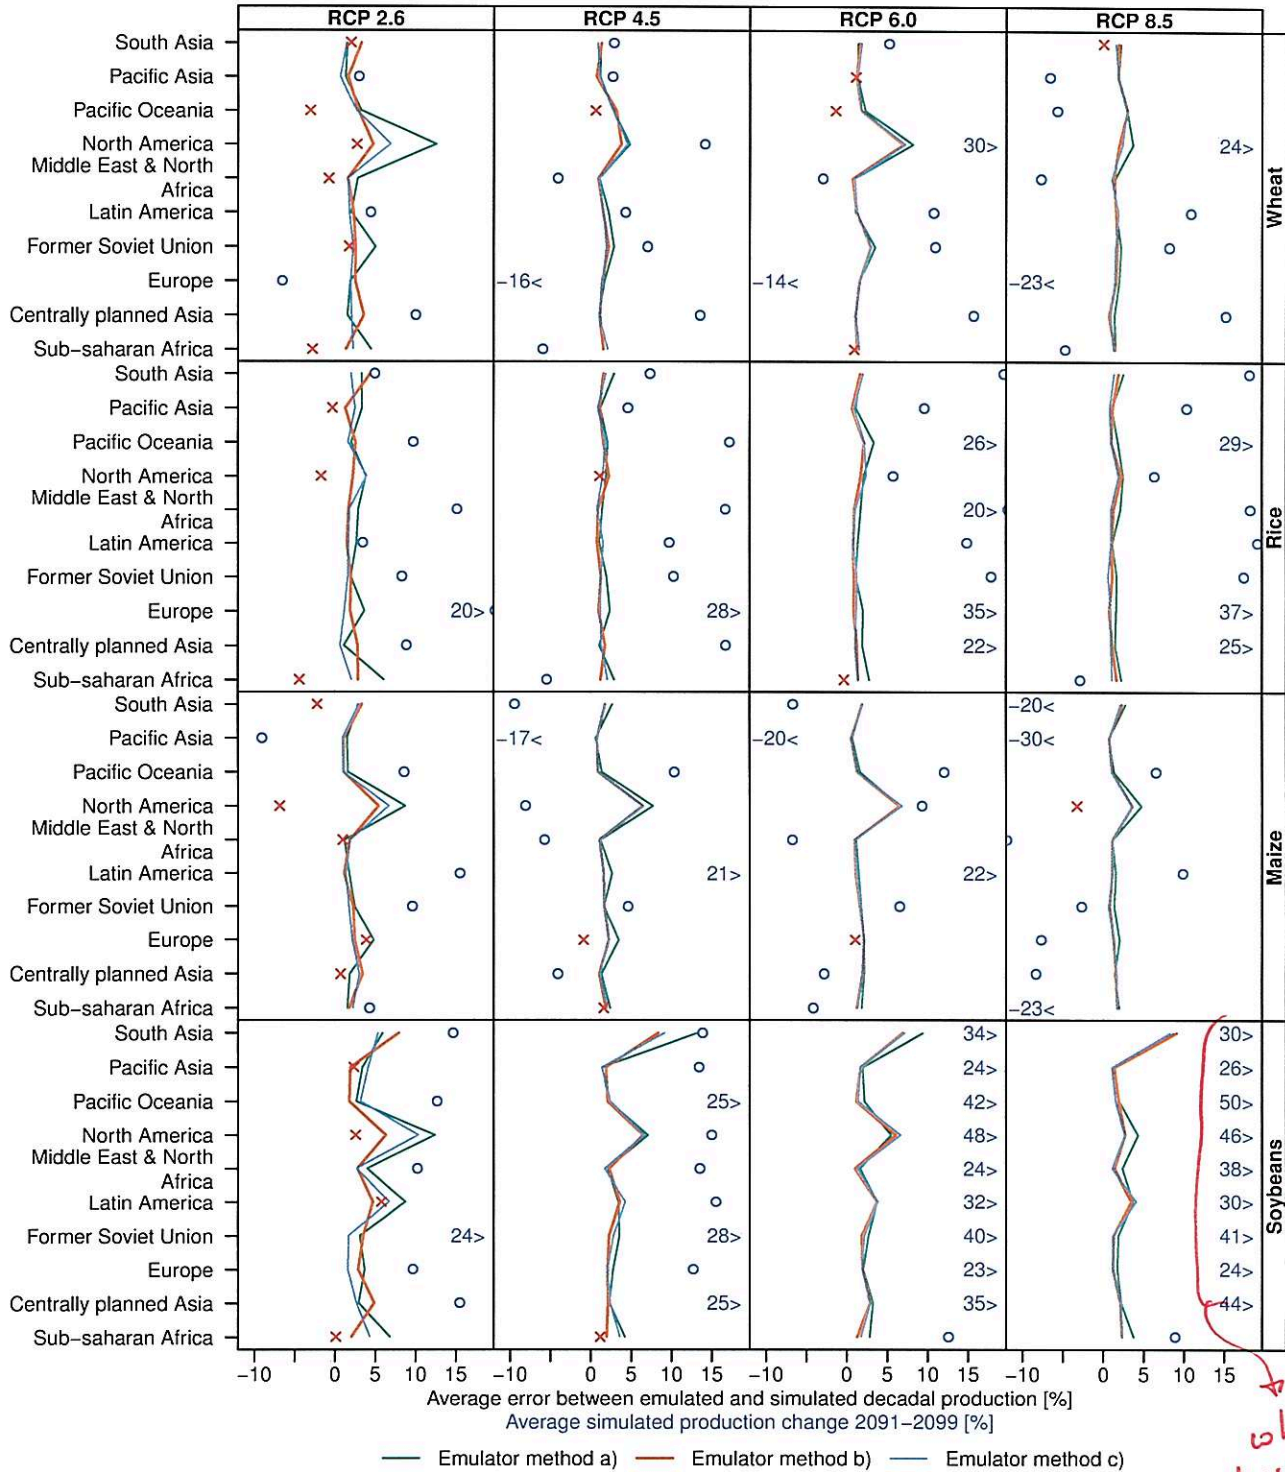 RCP 2.6 RCP 4.5 RCP 6.0 RCP 8.5
South Asia
Pacific Asia
Pacific Oceania
North America 30> 24>
Middle East & North
Africa
Latin America
Former Soviet Union
Europe −16< −14< −23<
Centrally planned Asia
Sub−saharan Africa
Wheat
South Asia
Pacific Asia
Pacific Oceania 26> 29>
North America
Middle East & North
Africa 20>
Latin America
Former Soviet Union
Europe 20> 28> 35> 37>
Centrally planned Asia 22> 25>
Sub−saharan Africa
Rice
South Asia −20<
Pacific Asia −17< −20< −30<
Pacific Oceania
North America
Middle East & North
Africa
Latin America 21> 22>
Former Soviet Union
Europe
Centrally planned Asia
Sub−saharan Africa −23<
Maize
South Asia 34> 30>
Pacific Asia 24> 26>
Pacific Oceania 25> 42> 50>
North America 48> 46>
Middle East & North
Africa 24> 38>
Latin America 32> 30>
Former Soviet Union 24> 28> 40> 41>
Europe 23> 24>
Centrally planned Asia 25> 35> 44>
Sub−saharan Africa
Soybeans
−10 0 5 10 15 −10 0 5 10 15 −10 0 5 10 15 −10 0 5 10 15
Average error between emulated and simulated decadal production [%]
Average simulated production change 2091−2099 [%]
Emulator method a) Emulator method b) Emulator method c)